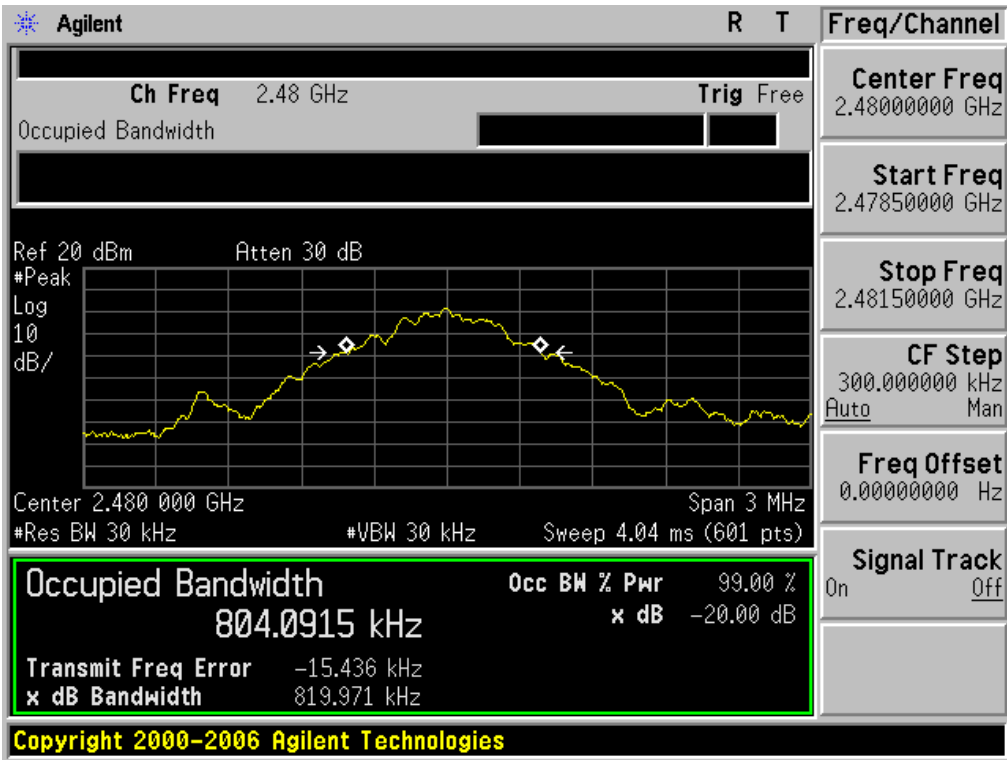 Agilent R T
Ch Freq 2.48 GHz Trig Free
Occupied Bandwidth
Ref 20 dBm Atten 30 dB
#Peak
Log
10
dB/
Center 2.480 000 GHz Span 3 MHz
#Res BW 30 kHz #VBW 30 kHz Sweep 4.04 ms (601 pts)
Occupied Bandwidth Occ BW % Pwr 99.00 %
804.0915 kHz x dB -20.00 dB
Transmit Freq Error -15.436 kHz
x dB Bandwidth 819.971 kHz
Copyright 2000-2006 Agilent Technologies
Freq/Channel
Center Freq
2.48000000 GHz
Start Freq
2.47850000 GHz
Stop Freq
2.48150000 GHz
CF Step
300.000000 kHz
Auto Man
Freq Offset
0.00000000 Hz
Signal Track
On Off